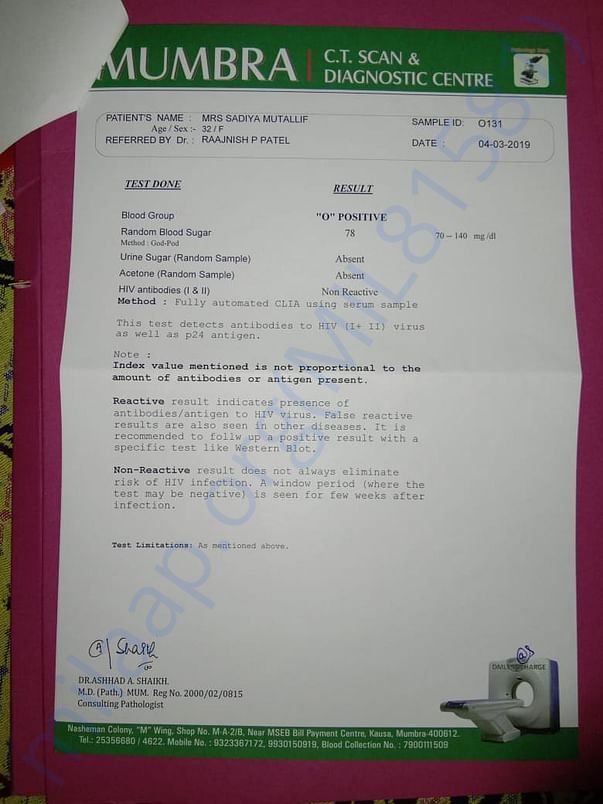 Pathology Dept.
MUMBRA | C.T. SCAN &
DIAGNOSTIC CENTRE
PATIENT'S NAME : MRS SADIYA MUTALLIF
SAMPLE ID: O131
Age / Sex :- 32 / F
REFERRED BY Dr. : RAAJNISH P PATEL
DATE : 04-03-2019
TEST DONE RESULT
Blood Group "O" POSITIVE
Random Blood Sugar 78 70 – 140 mg /dl
Method : God-Pod
Urine Sugar (Random Sample) Absent
Acetone (Random Sample) Absent
HIV antibodies (I & II) Non Reactive
Method : Fully automated CLIA using serum sample
This test detects antibodies to HIV (I+ II) virus
as well as p24 antigen.
Note :
Index value mentioned is not proportional to the
amount of antibodies or antigen present.
Reactive result indicates presence of
antibodies/antigen to HIV virus. False reactive
results are also seen in other diseases. It is
recommended to follw up a positive result with a
specific test like Western Blot.
Non-Reactive result does not always eliminate
risk of HIV infection. A window period (where the
test may be negative) is seen for few weeks after
infection.
Test Limitations: As mentioned above.
Shaikh
DR.ASHHAD A. SHAIKH.
M.D. (Path.) MUM. Reg No. 2000/02/0815
Consulting Pathologist
Nasheman Colony, "M" Wing, Shop No. M-A-2/B, Near MSEB Bill Payment Centre, Kausa, Mumbra-400612.
Tel.: 25356680 / 4622. Mobile No. : 9323367172, 9930150919, Blood Collection No. : 7900111509